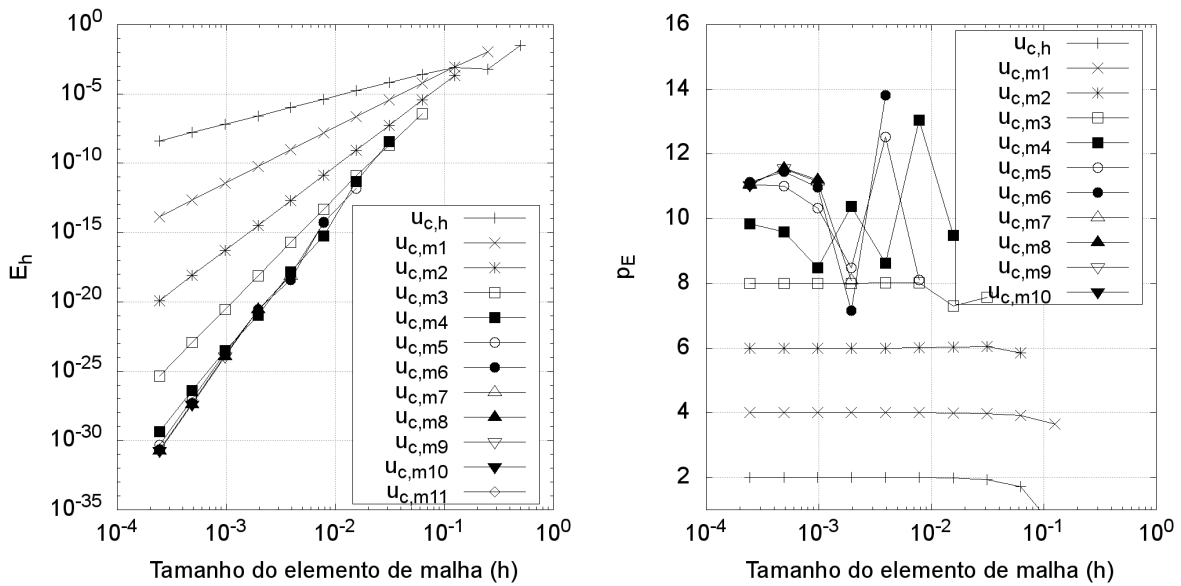 10^0
10^-5
10^-10
10^-15
10^-20
10^-25
10^-30
10^-35
E_h
10^-4
10^-3
10^-2
10^-1
10^0
Tamanho do elemento de malha (h)
u_c,h
u_c,m1
u_c,m2
u_c,m3
u_c,m4
u_c,m5
u_c,m6
u_c,m7
u_c,m8
u_c,m9
u_c,m10
u_c,m11
16
14
12
10
8
6
4
2
p_E
10^-4
10^-3
10^-2
10^-1
10^0
Tamanho do elemento de malha (h)
u_c,h
u_c,m1
u_c,m2
u_c,m3
u_c,m4
u_c,m5
u_c,m6
u_c,m7
u_c,m8
u_c,m9
u_c,m10